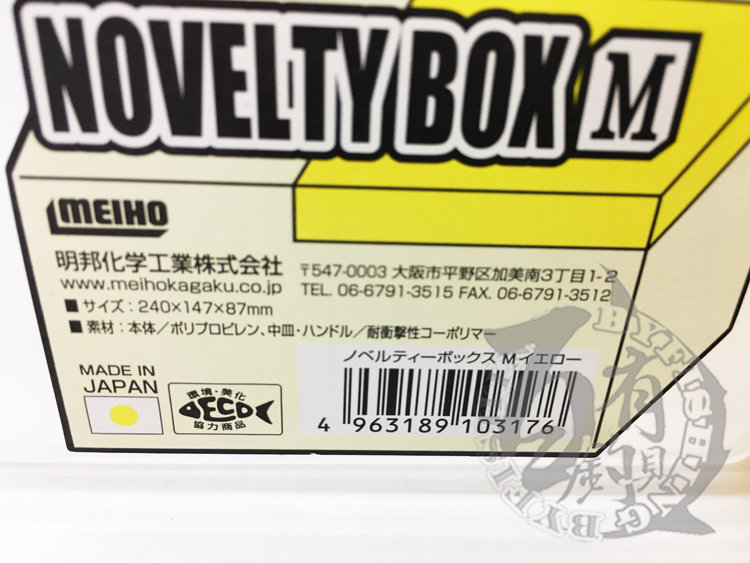 NOVELTY BOX M
MEIHO
明邦化学工業株式会社
www.meihokagaku.co.jp
〒547-0003 大阪市平野区加美南3丁目1-2
TEL. 06-6791-3515 FAX. 06-6791-3512
■サイズ:240×147×87mm
■素材:本体/ポリプロピレン、中皿・ハンドル/耐衝撃性コーポリマー
MADE IN
JAPAN
環境・美化
ECO
協力商品
ノベルティーボックス M イエロー
4 963189 103176